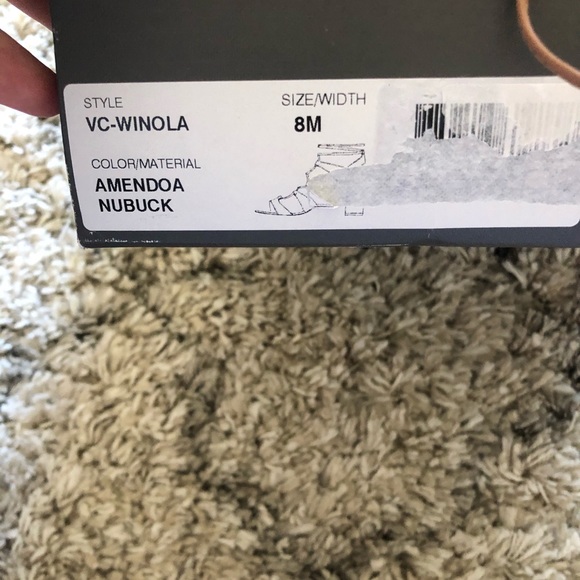 STYLE
VC-WINOLA
SIZE/WIDTH
8M
COLOR/MATERIAL
AMENDOA
NUBUCK